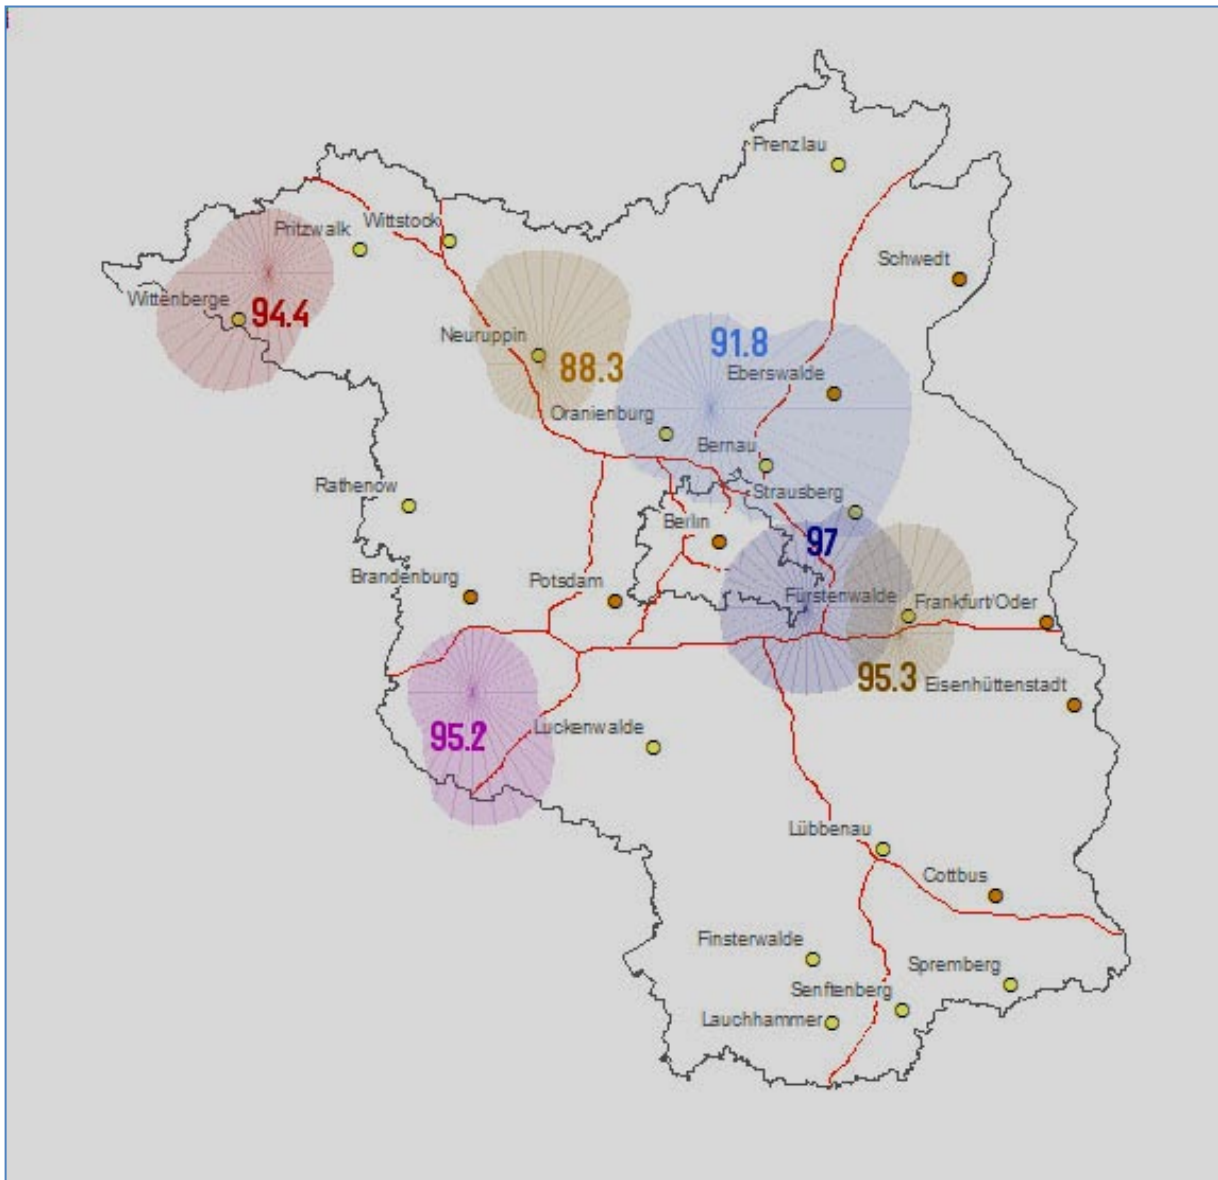 Prenzlau
Pritzwalk
Wittstock
Schwedt
Wittenberge
94.4
Neuruppin
88.3
91.8
Eberswalde
Oranienburg
Bernau
Rathenow
Strausberg
Berlin
97
Brandenburg
Potsdam
Fürstenwalde
Frankfurt/Oder
95.3
Eisenhüttenstadt
95.2
Luckenwalde
Lübbenau
Cottbus
Finsterwalde
Spremberg
Senftenberg
Lauchhammer